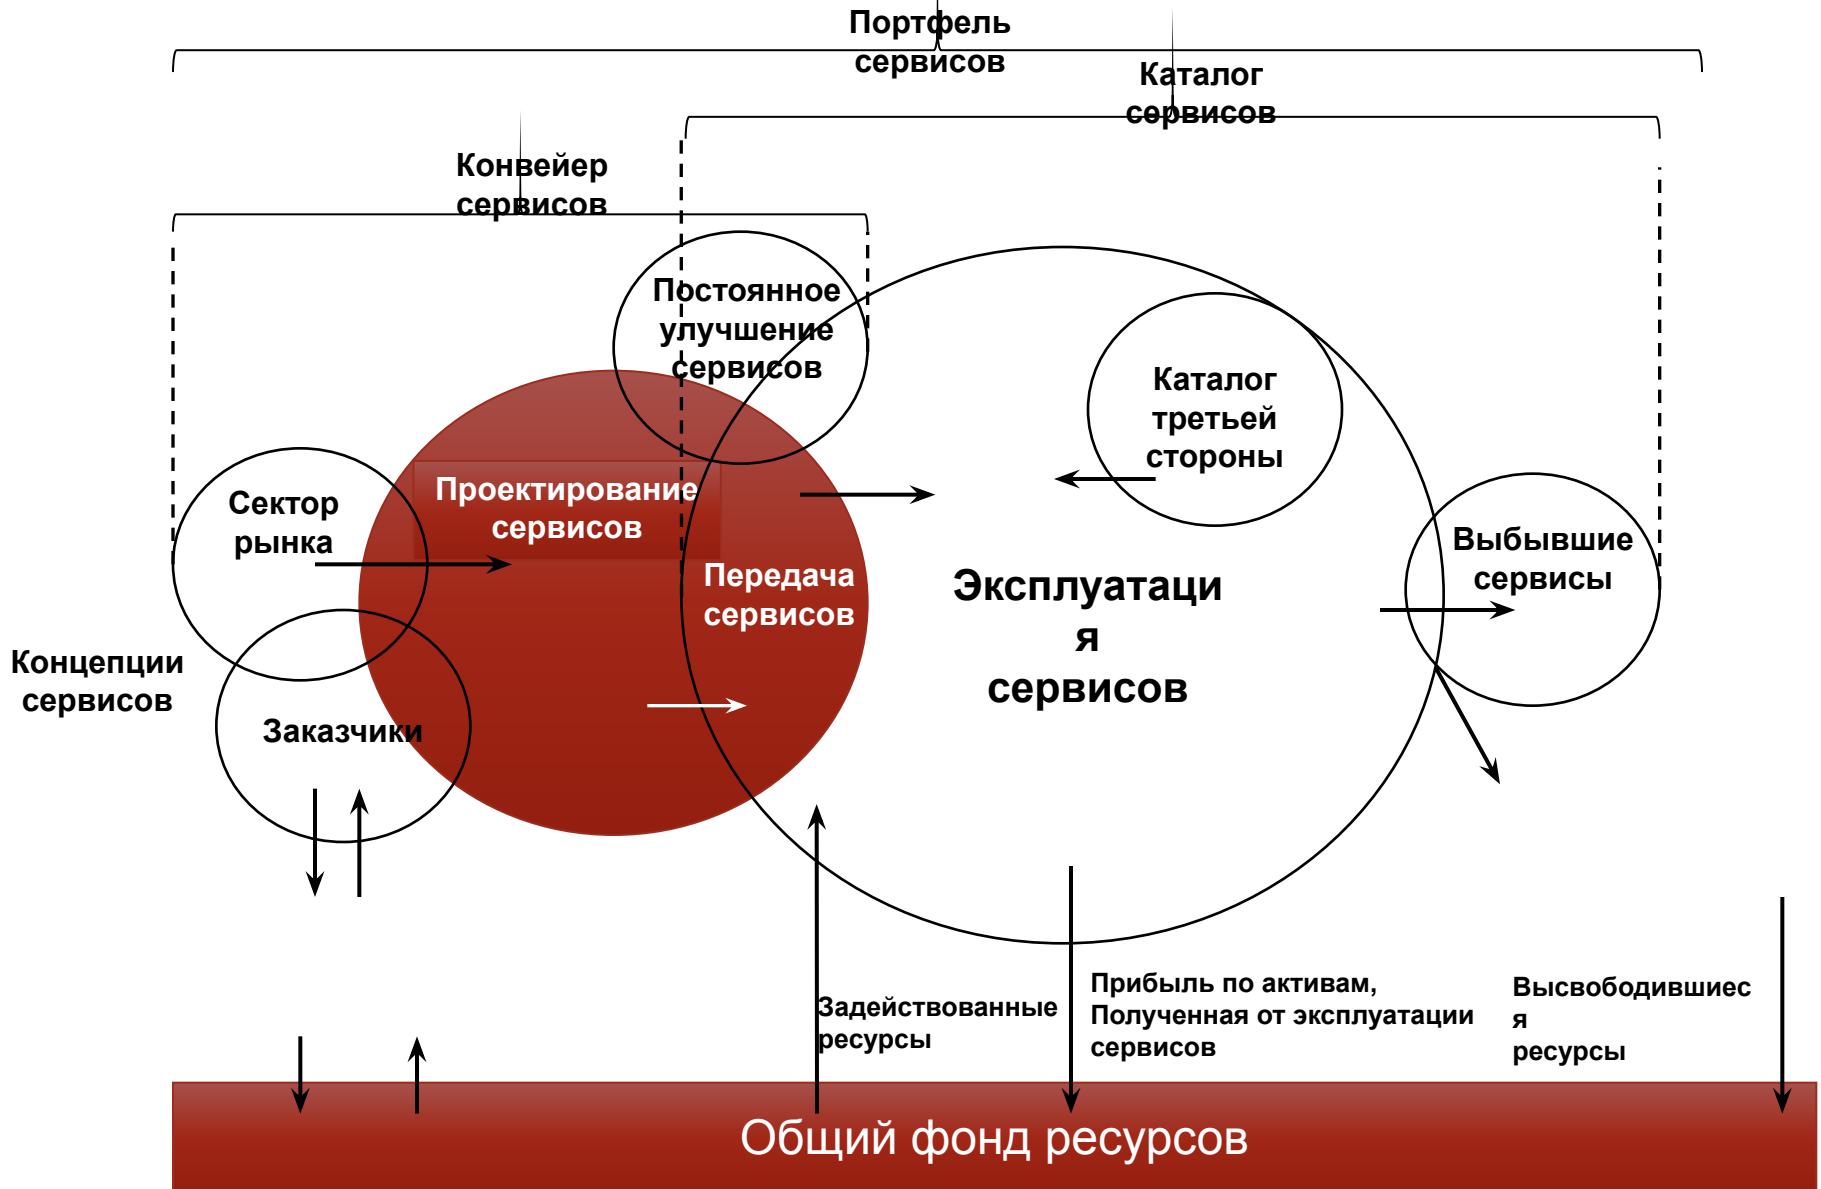 Портфель
сервисов
Каталог
сервисов
Конвейер
сервисов
Постоянное
улучшение
сервисов
Каталог
третьей
стороны
Сектор
рынка
Проектирование
сервисов
Выбывшие
сервисы
Передача
сервисов
Эксплуатаци
я
сервисов
Концепции
сервисов
Заказчики
Задействованные
ресурсы
Прибыль по активам,
Полученная от эксплуатации
сервисов
Высвободившиес
я
ресурсы
Общий фонд ресурсов